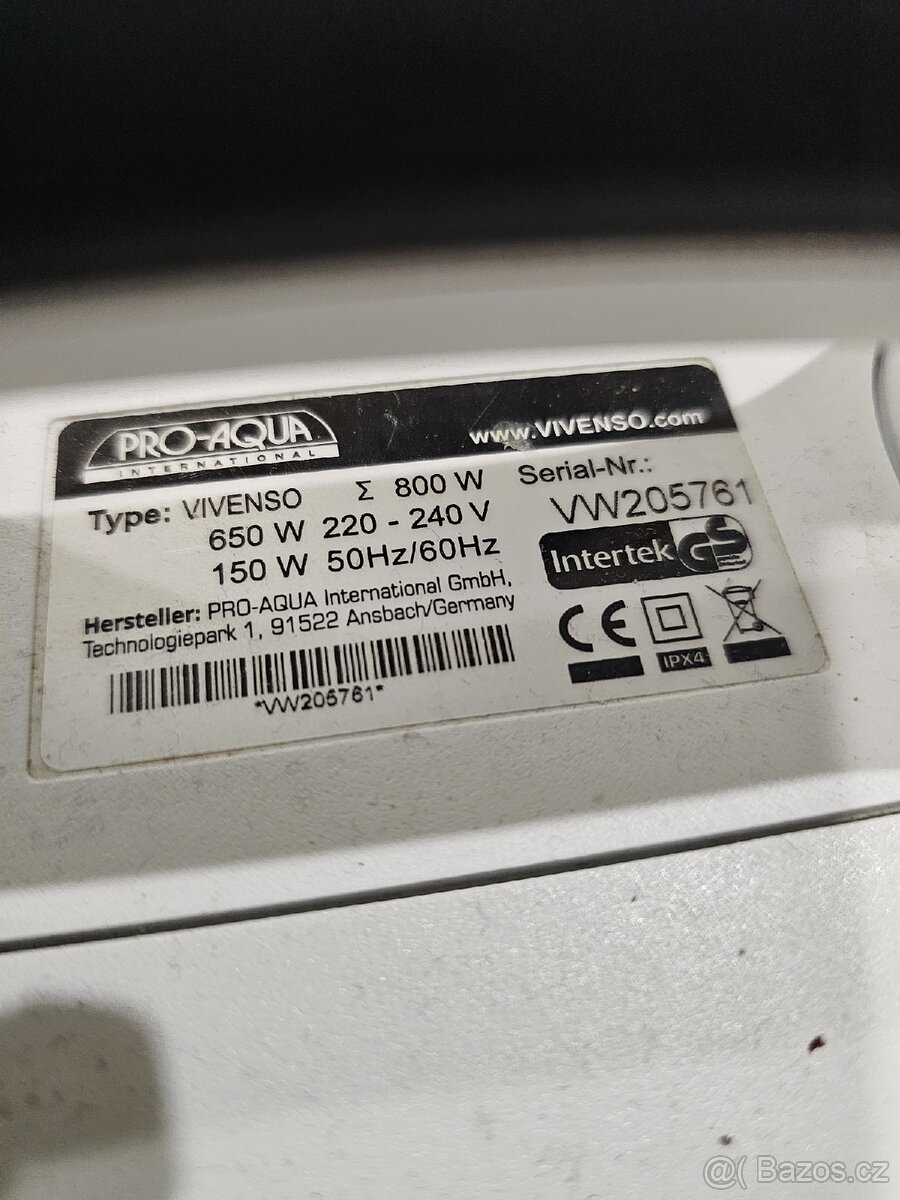 PRO-AQUA
INTERNATIONAL
www.VIVENSO.com
Type: VIVENSO Σ 800 W
650 W 220 - 240 V
150 W 50Hz/60Hz
Hersteller: PRO-AQUA International GmbH,
Technologiepark 1, 91522 Ansbach/Germany
*VW205761*
Serial-Nr.:
VW205761
Intertek GS
CE
IPX4
@( Bazos.cz